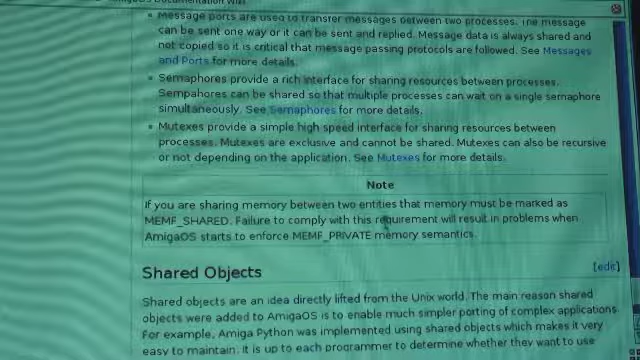 AmigaOS Documentation Wiki
Message ports are used to transfer messages between two processes. The message
can be sent one way or it can be sent and replied. Message data is always shared and
not copied so it is critical that message passing protocols are followed. See Messages
and Ports for more details.
Semaphores provide a rich interface for sharing resources between processes.
Sempahores can be shared so that multiple processes can wait on a single semaphore
simultaneously. See Semaphores for more details.
Mutexes provide a simple high speed interface for sharing resources between
processes. Mutexes are exclusive and cannot be shared. Mutexes can also be recursive
or not depending on the application. See Mutexes for more details.
Note
If you are sharing memory between two entities that memory must be marked as
MEMF_SHARED. Failure to comply with this requirement will result in problems when
AmigaOS starts to enforce MEMF_PRIVATE memory semantics.
Shared Objects
[edit]
Shared objects are an idea directly lifted from the Unix world. The main reason shared
objects were added to AmigaOS is to enable much simpler porting of complex applications.
For example, Amiga Python was implemented using shared objects which makes it very
easy to maintain. It is up to each programmer to determine whether they want to use